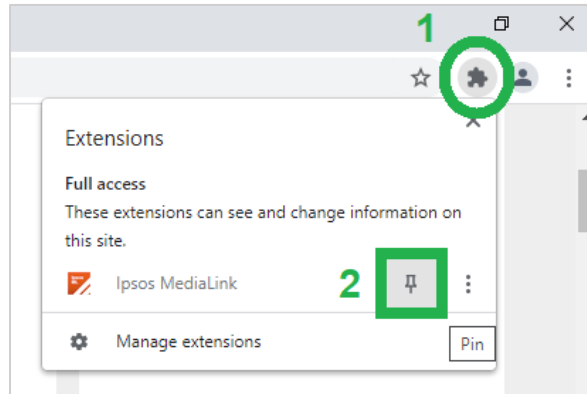 1
Extensions
Full access
These extensions can see and change information on
this site.
Ipsos MediaLink
2
Manage extensions
Pin